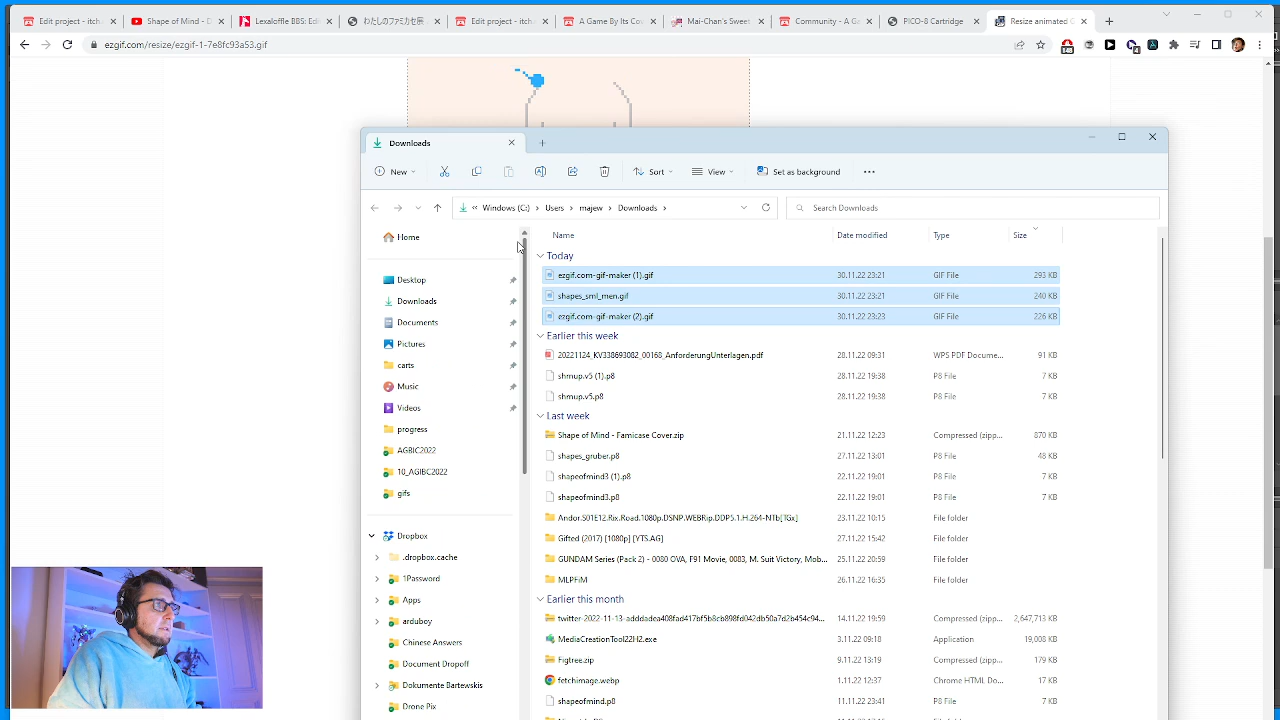 Edit project - itch.i
Shape of Mind - D
Lexaloffle BBS: Edi
わたしのファミカセ展
Edit project - itch.
A Game By Its Cov
Mai-Chan's Sweet
Community - A Ga
PICO-8 Cartridge
Resize animated G
ezgif.com/resize/ezgif-1-7e8fc93a53.gif
Downloads
New
Sort
View
Set as background
Windows (C:) Users majew Downloads
Search Downloads
Name Date modified Type Size
Home
Desktop
Downloads
Documents
Pictures
carts
Music
Videos
progress
AGBIC2022
10_AGIBC2022
gifs
Dropbox
.dropbox.cache
1Password
Apps
arduboy
Chinese Answers
Document Dropoff
Dokumente Bartewski
Drone Pix
Today
ezgif.com-gif-maker (1).gif 30.11.22 23:21 GIF File 293 KB
shapes_sml_men.gif 30.11.22 23:21 GIF File 240 KB
ezgif.com-gif-maker (2).gif 30.11.22 23:23 GIF File 226 KB
Earlier this week
20221124_KV338693082_00168_AnforderungUnterlagen.pdf 28.11.22 09:31 WPS PDF Docume... 91 KB
shmup.v5 (1).p8 28.11.22 19:38 P8 File 7 KB
shmup.v5.p8 28.11.22 19:38 P8 File 7 KB
Last week
Shape of Mind - Famicase Cover.zip 21.11.22 12:23 Compressed (zipp... 870 KB
shapes_gruber.p8 27.11.22 13:01 P8 File 48 KB
shapeofmind3 (1).p8 22.11.22 19:01 P8 File 7 KB
shapeofmind3.p8 22.11.22 19:01 P8 File 7 KB
Andor.S01E12.Rix.Road.1080p.DSNP.WEBRip.DDP5.1.H.264-NTb[TGx] 23.11.22 10:15 File folder
Gifted (2017) [1080p] [YTS.AG] 27.11.22 15:42 File folder
GUNDAM Series (Pack 2) - 0080 OVA, F91 Movie, 0083, M. Suit Victory, Mob... 25.11.22 20:59 File folder
MLPFiM 26.11.22 16:35 File folder
Earlier this month
twitter-2022-11-13-adddadea408fad417bf5b8cb898fd042db50a7d2b454c94... 14.11.22 19:59 Compressed (zipp... 2,647,713 KB
MediaCreationTool22H2.exe 3.11.22 09:18 Application 19,008 KB
Figtree.zip 6.11.22 13:19 Compressed (zipp... 179 KB
fetchimage.webp 1.11.22 12:37 Chrome HTML Do... 17 KB
shapeofmind.p8 11.11.22 23:41 P8 File 7 KB